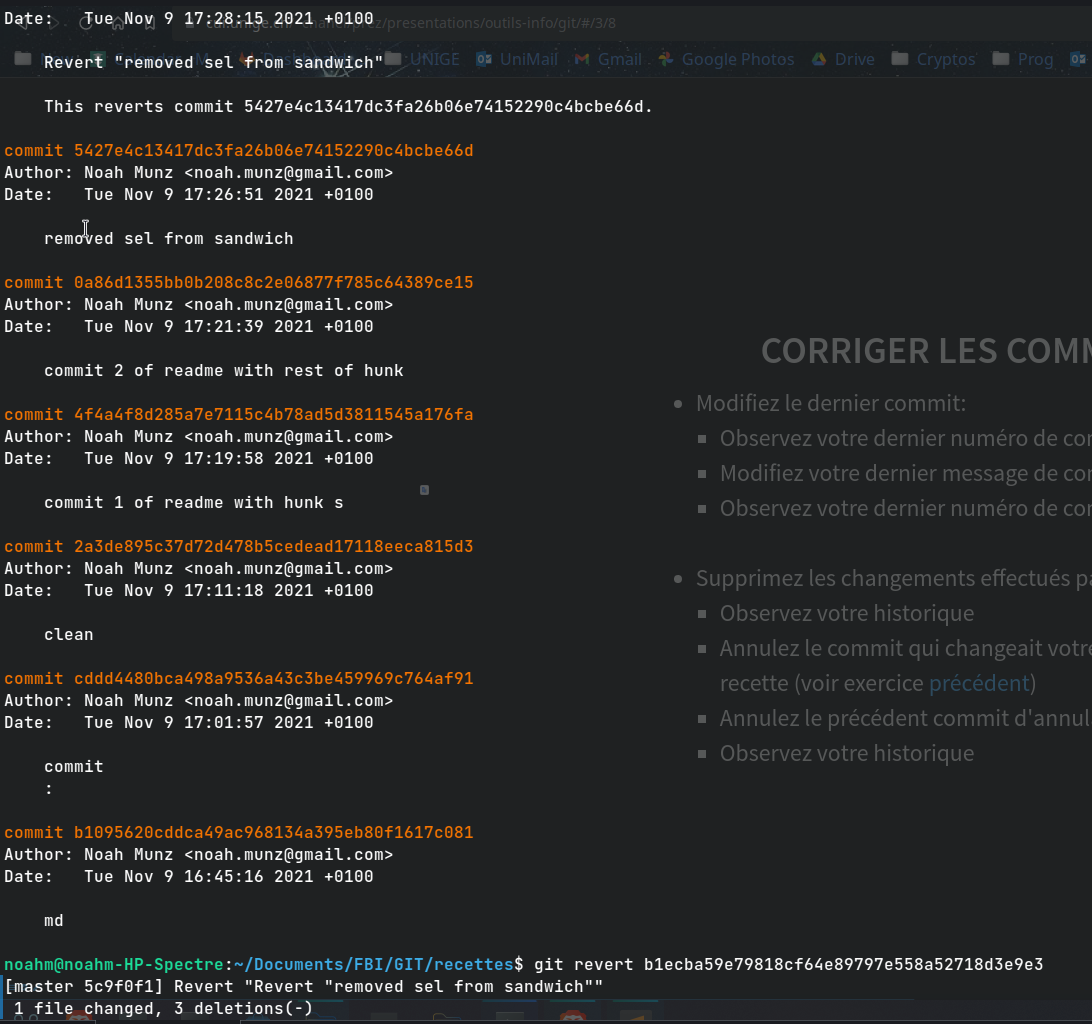 Date:   Tue Nov 9 17:28:15 2021 +0100
prez/presentations/outils-info/git/#/3/8
UNIGE UniMail Gmail Google Photos Drive Cryptos Prog
Revert "removed sel from sandwich"
This reverts commit 5427e4c13417dc3fa26b06e74152290c4bcbe66d.
commit 5427e4c13417dc3fa26b06e74152290c4bcbe66d
Author: Noah Munz <noah.munz@gmail.com>
Date:   Tue Nov 9 17:26:51 2021 +0100
removed sel from sandwich
commit 0a86d1355bb0b208c8c2e06877f785c64389ce15
Author: Noah Munz <noah.munz@gmail.com>
Date:   Tue Nov 9 17:21:39 2021 +0100
commit 2 of readme with rest of hunk
commit 4f4a4f8d285a7e7115c4b78ad5d3811545a176fa
Author: Noah Munz <noah.munz@gmail.com>
Date:   Tue Nov 9 17:19:58 2021 +0100
commit 1 of readme with hunk s
commit 2a3de895c37d72d478b5cedead17118eeca815d3
Author: Noah Munz <noah.munz@gmail.com>
Date:   Tue Nov 9 17:11:18 2021 +0100
clean
commit cddd4480bca498a9536a43c3be459969c764af91
Author: Noah Munz <noah.munz@gmail.com>
Date:   Tue Nov 9 17:01:57 2021 +0100
commit
:
commit b1095620cddca49ac968134a395eb80f1617c081
Author: Noah Munz <noah.munz@gmail.com>
Date:   Tue Nov 9 16:45:16 2021 +0100
md
noahm@noahm-HP-Spectre:~/Documents/FBI/GIT/recettes$ git revert b1ecba59e79818cf64e89797e558a52718d3e9e3
[master 5c9f0f1] Revert "Revert "removed sel from sandwich""
1 file changed, 3 deletions(-)
CORRIGER LES COMM
Modifiez le dernier commit:
Observez votre dernier numéro de con
Modifiez votre dernier message de con
Observez votre dernier numéro de con
Supprimez les changements effectués pa
Observez votre historique
Annulez le commit qui changeait votre
recette (voir exercice précédent)
Annulez le précédent commit d'annul
Observez votre historique